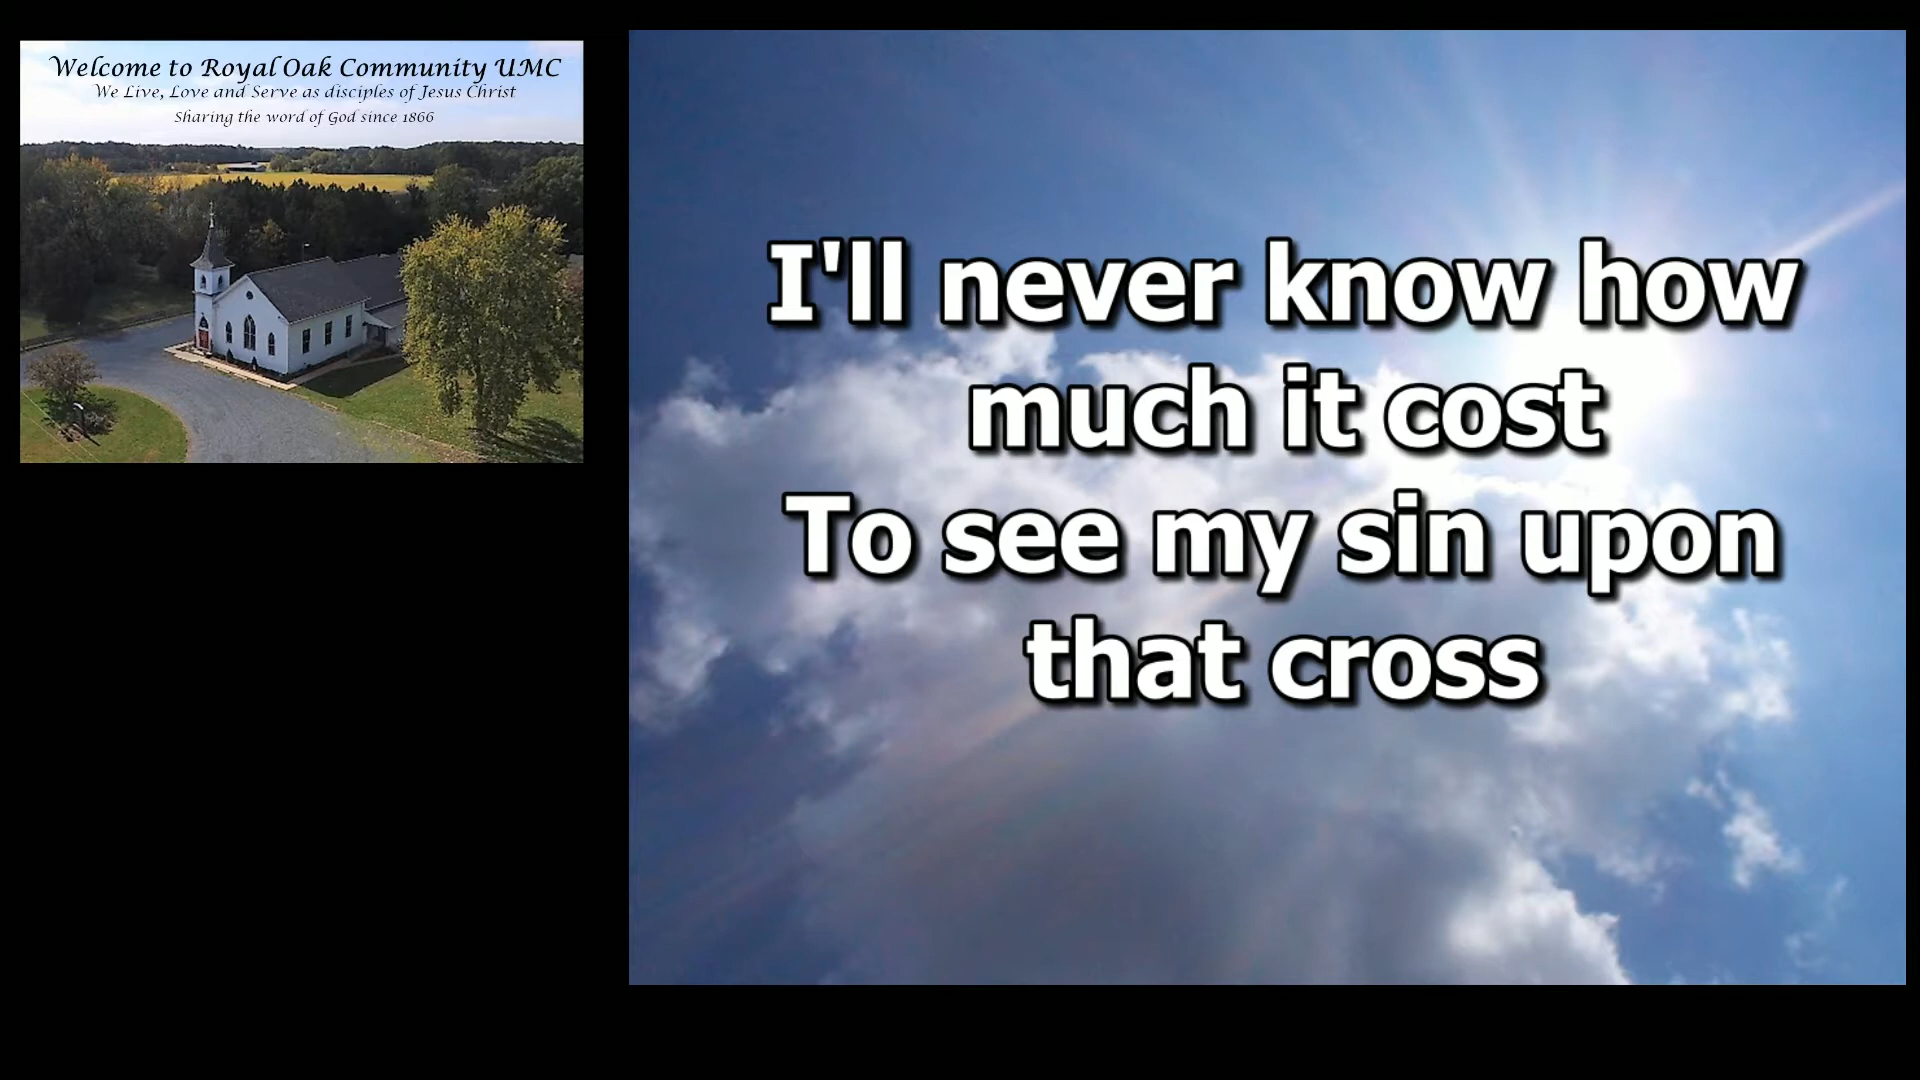 Welcome to Royal Oak Community UMC
We Live, Love and Serve as disciples of Jesus Christ
Sharing the word of God since 1866
I'll never know how
much it cost
To see my sin upon
that cross